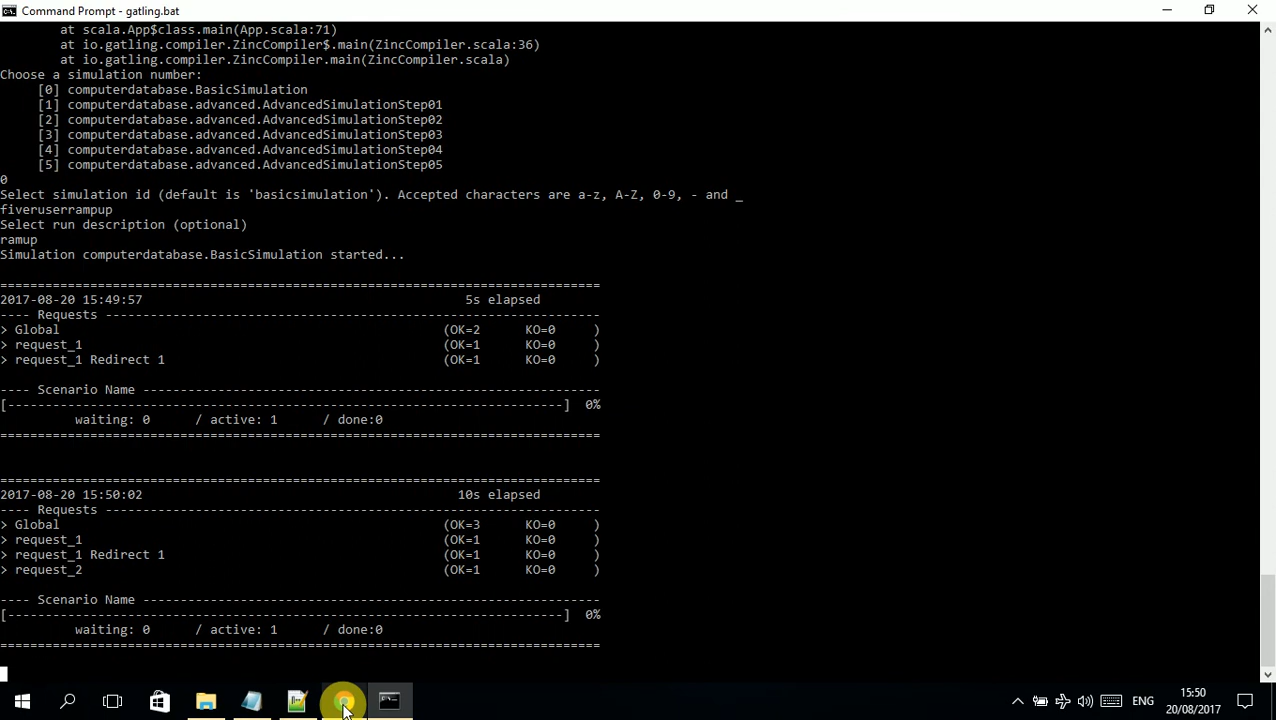 Command Prompt - gatling.bat
at scala.App$class.main(App.scala:71)
at io.gatling.compiler.ZincCompiler$.main(ZincCompiler.scala:36)
at io.gatling.compiler.ZincCompiler.main(ZincCompiler.scala)
Choose a simulation number:
[0] computerdatabase.BasicSimulation
[1] computerdatabase.advanced.AdvancedSimulationStep01
[2] computerdatabase.advanced.AdvancedSimulationStep02
[3] computerdatabase.advanced.AdvancedSimulationStep03
[4] computerdatabase.advanced.AdvancedSimulationStep04
[5] computerdatabase.advanced.AdvancedSimulationStep05
0
Select simulation id (default is 'basicsimulation'). Accepted characters are a-z, A-Z, 0-9, - and _
fiveruserrampup
Select run description (optional)
ramup
Simulation computerdatabase.BasicSimulation started...
================================================================================
2017-08-20 15:49:57                                           5s elapsed
---- Requests ------------------------------------------------------------------
> Global                                                   (OK=2      KO=0     )
> request_1                                                (OK=1      KO=0     )
> request_1 Redirect 1                                     (OK=1      KO=0     )
---- Scenario Name -------------------------------------------------------------
[--------------------------------------------------------------------------]  0%
waiting: 0      / active: 1      / done:0
================================================================================
================================================================================
2017-08-20 15:50:02                                          10s elapsed
---- Requests ------------------------------------------------------------------
> Global                                                   (OK=3      KO=0     )
> request_1                                                (OK=1      KO=0     )
> request_1 Redirect 1                                     (OK=1      KO=0     )
> request_2                                                (OK=1      KO=0     )
---- Scenario Name -------------------------------------------------------------
[--------------------------------------------------------------------------]  0%
waiting: 0      / active: 1      / done:0
================================================================================
ENG
15:50
20/08/2017